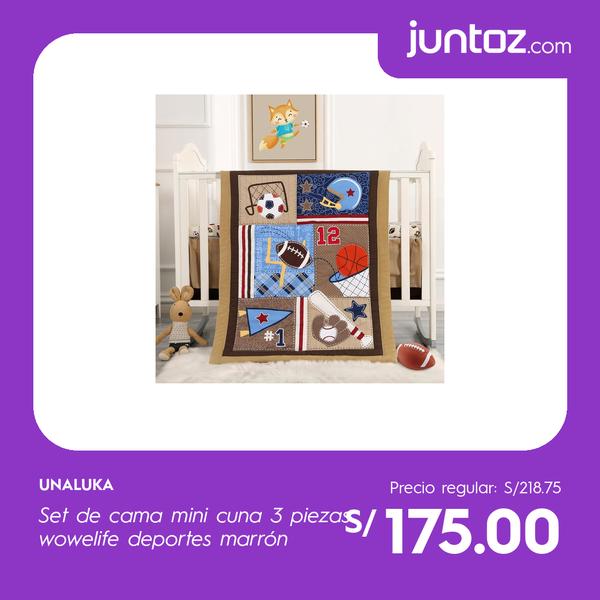 juntoz.com
12
#1
UNALUKA
Set de cama mini cuna 3 piezas
wowelife deportes marrón
Precio regular: S/218.75
S/ 175.00